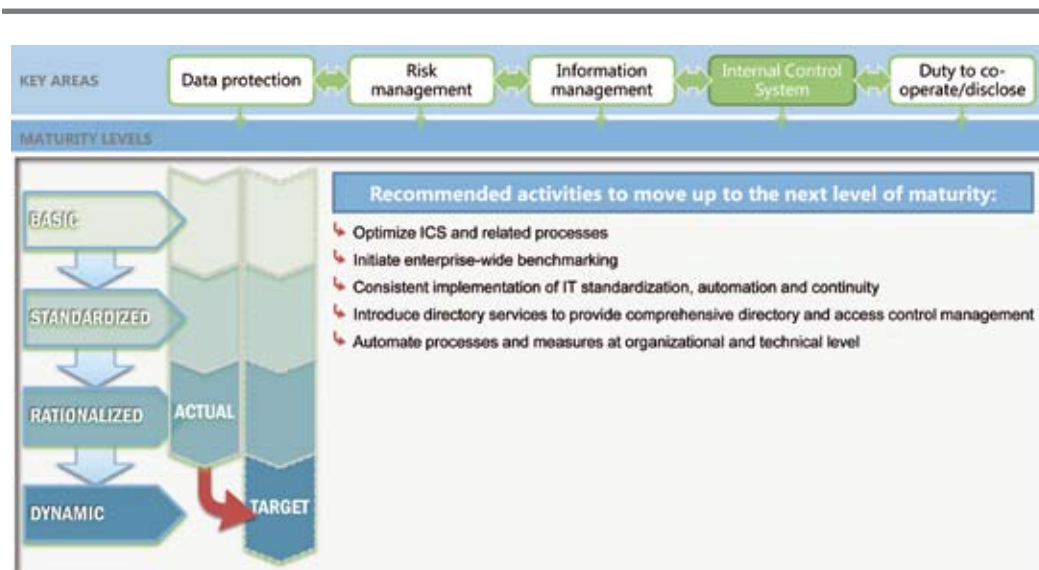 KEY AREAS
Data protection
Risk
management
Information
management
Internal Control
System
Duty to co-
operate/disclose
MATURITY LEVELS
Recommended activities to move up to the next level of maturity:
BASIC
Optimize ICS and related processes
Initiate enterprise-wide benchmarking
Consistent implementation of IT standardization, automation and continuity
STANDARDIZED
Introduce directory services to provide comprehensive directory and access control management
Automate processes and measures at organizational and technical level
RATIONALIZED
ACTUAL
DYNAMIC
TARGET